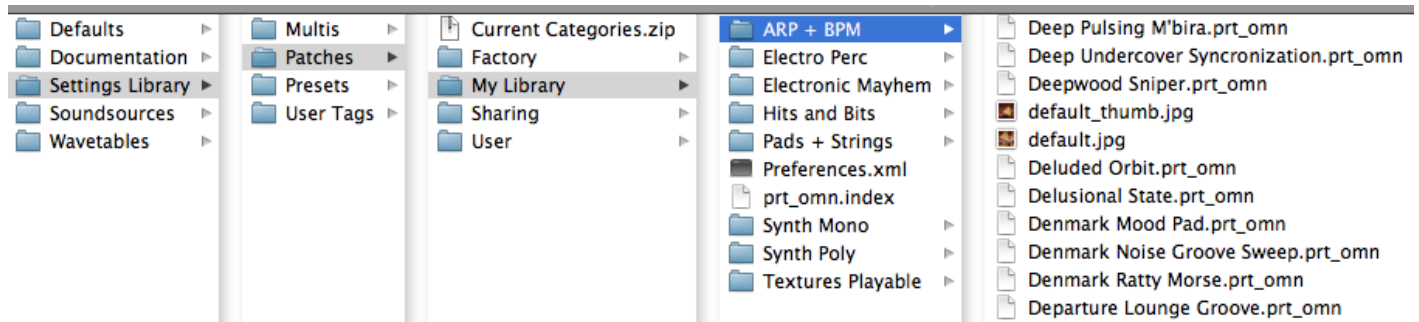 Defaults
Documentation
Settings Library
Soundsources
Wavetables
Multis
Patches
Presets
User Tags
Current Categories.zip
Factory
My Library
Sharing
User
ARP + BPM
Electro Perc
Electronic Mayhem
Hits and Bits
Pads + Strings
Preferences.xml
prt_omn.index
Synth Mono
Synth Poly
Textures Playable
Deep Pulsing M'bira.prt_omn
Deep Undercover Syncronization.prt_omn
Deepwood Sniper.prt_omn
default_thumb.jpg
default.jpg
Deluded Orbit.prt_omn
Delusional State.prt_omn
Denmark Mood Pad.prt_omn
Denmark Noise Groove Sweep.prt_omn
Denmark Ratty Morse.prt_omn
Departure Lounge Groove.prt_omn